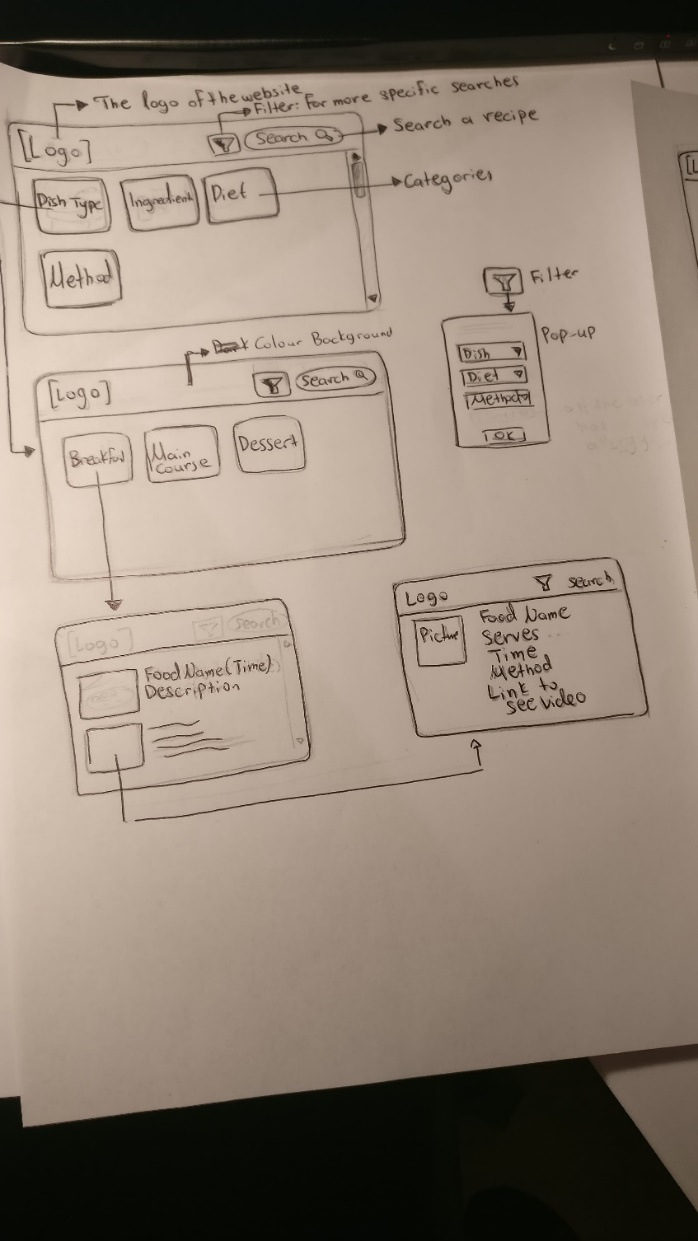 The logo of the website
Filter: For more specific searches
[Logo]
Search
Search a recipe
Dish Type
Ingredient
Diet
Categories
Method
Filter
Colour Background
Pop-up
[Logo]
Search
Dish
Diet
Method
OK
Breakfast
Main
Course
Dessert
[Logo]
Search
Food Name (Time)
Description
Logo
Search
Picture
Food Name
Serves
Time
Method
Link to
see video
[L